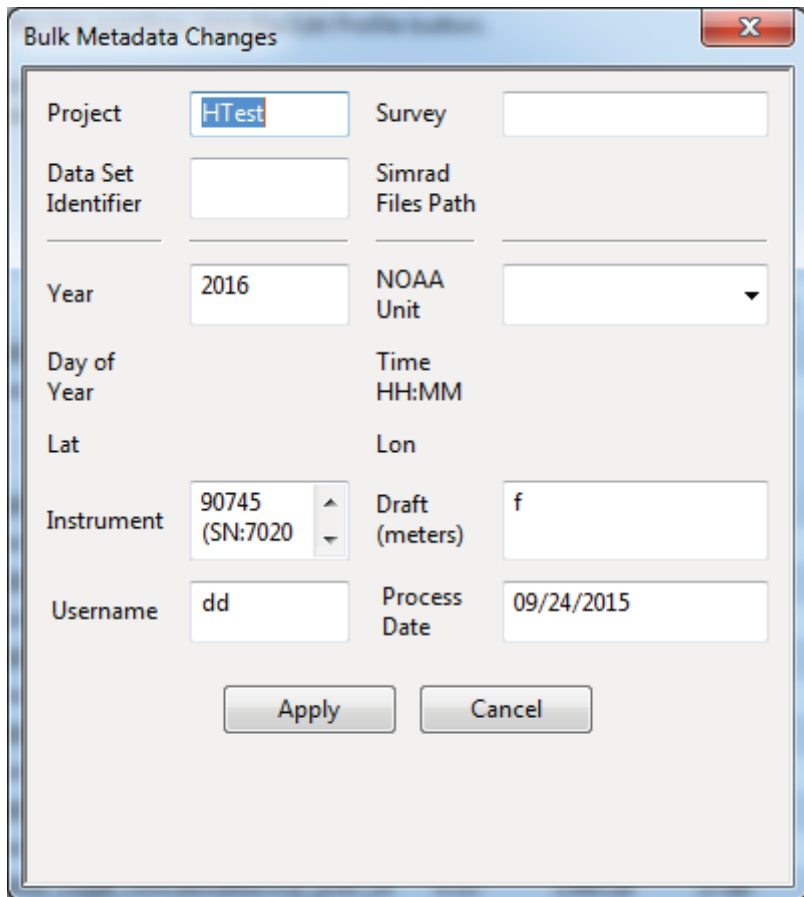 Bulk Metadata Changes
Project HTest Survey
Data Set Identifier Simrad Files Path
Year 2016 NOAA Unit
Day of Year Time HH:MM
Lat Lon
Instrument 90745 (SN:7020 Draft (meters) f
Username dd Process Date 09/24/2015
Apply Cancel